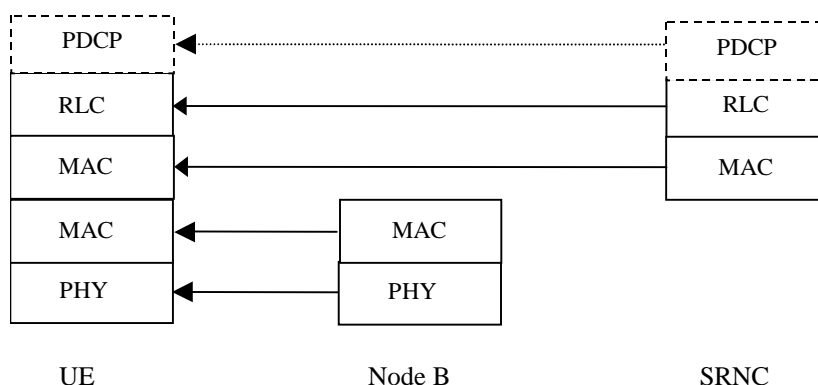 PDCP PDCP
RLC RLC
MAC MAC
MAC MAC
PHY PHY
UE Node B SRNC